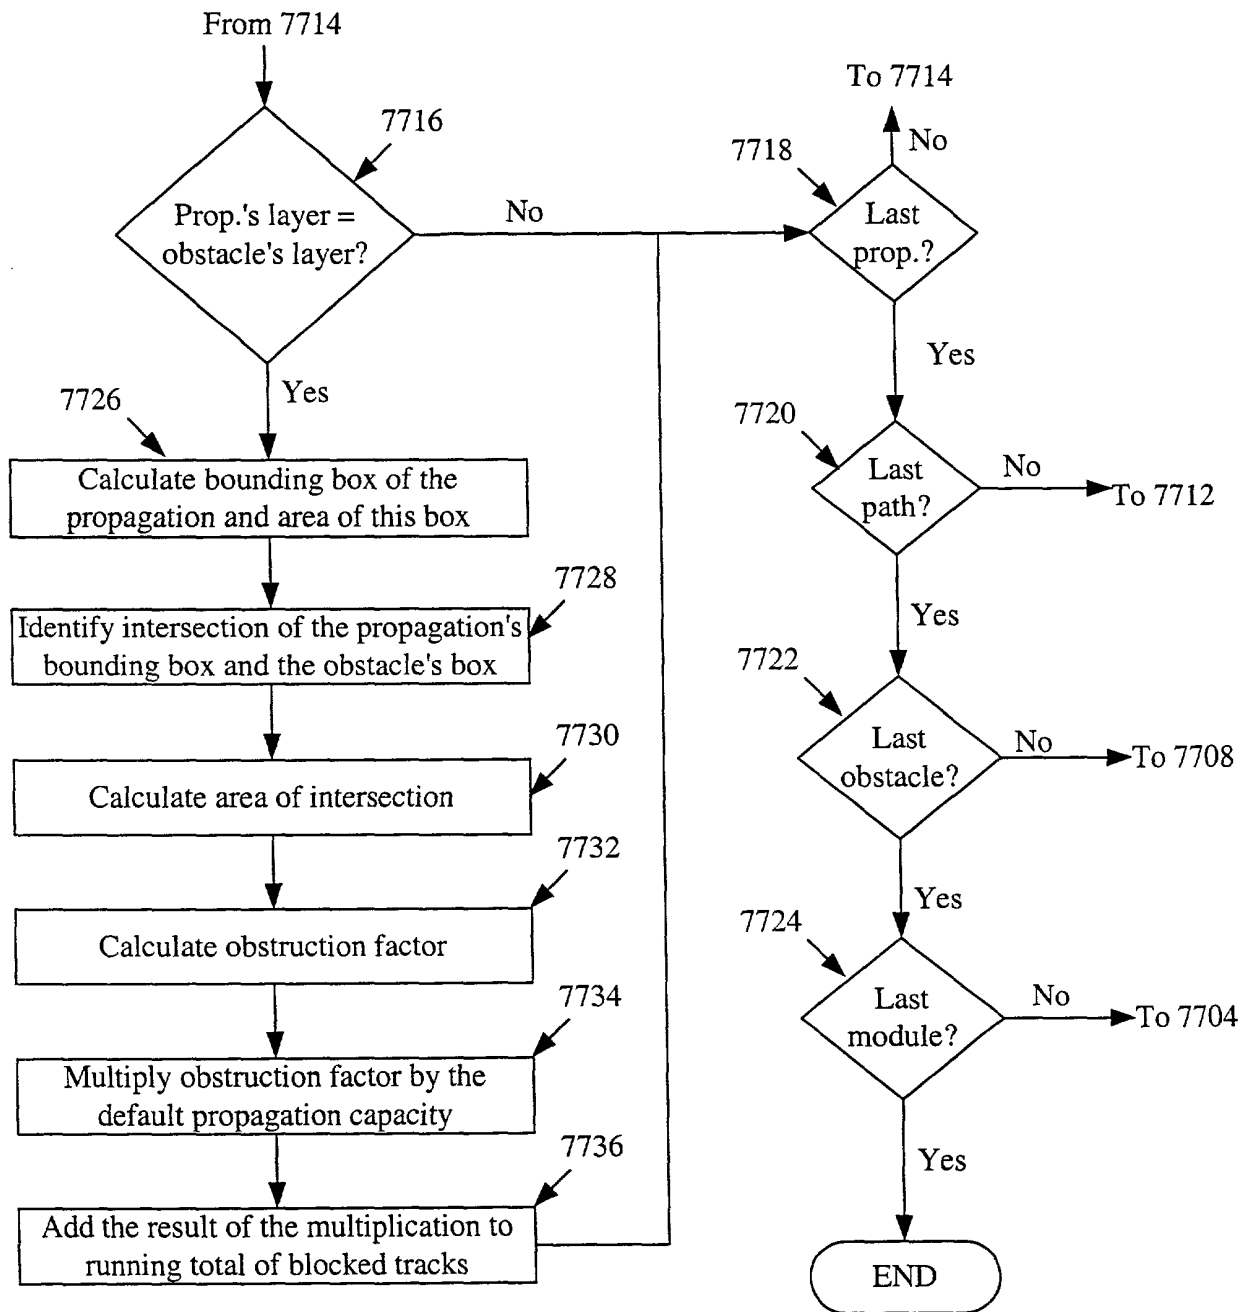 From 7714
7716
Prop.'s layer =
obstacle's layer?
No
Yes
7726
Calculate bounding box of the
propagation and area of this box
7728
Identify intersection of the propagation's
bounding box and the obstacle's box
7730
Calculate area of intersection
7732
Calculate obstruction factor
7734
Multiply obstruction factor by the
default propagation capacity
7736
Add the result of the multiplication to
running total of blocked tracks
To 7714
No
7718
Last
prop.?
Yes
7720
Last
path?
No
To 7712
Yes
7722
Last
obstacle?
No
To 7708
Yes
7724
Last
module?
No
To 7704
Yes
END